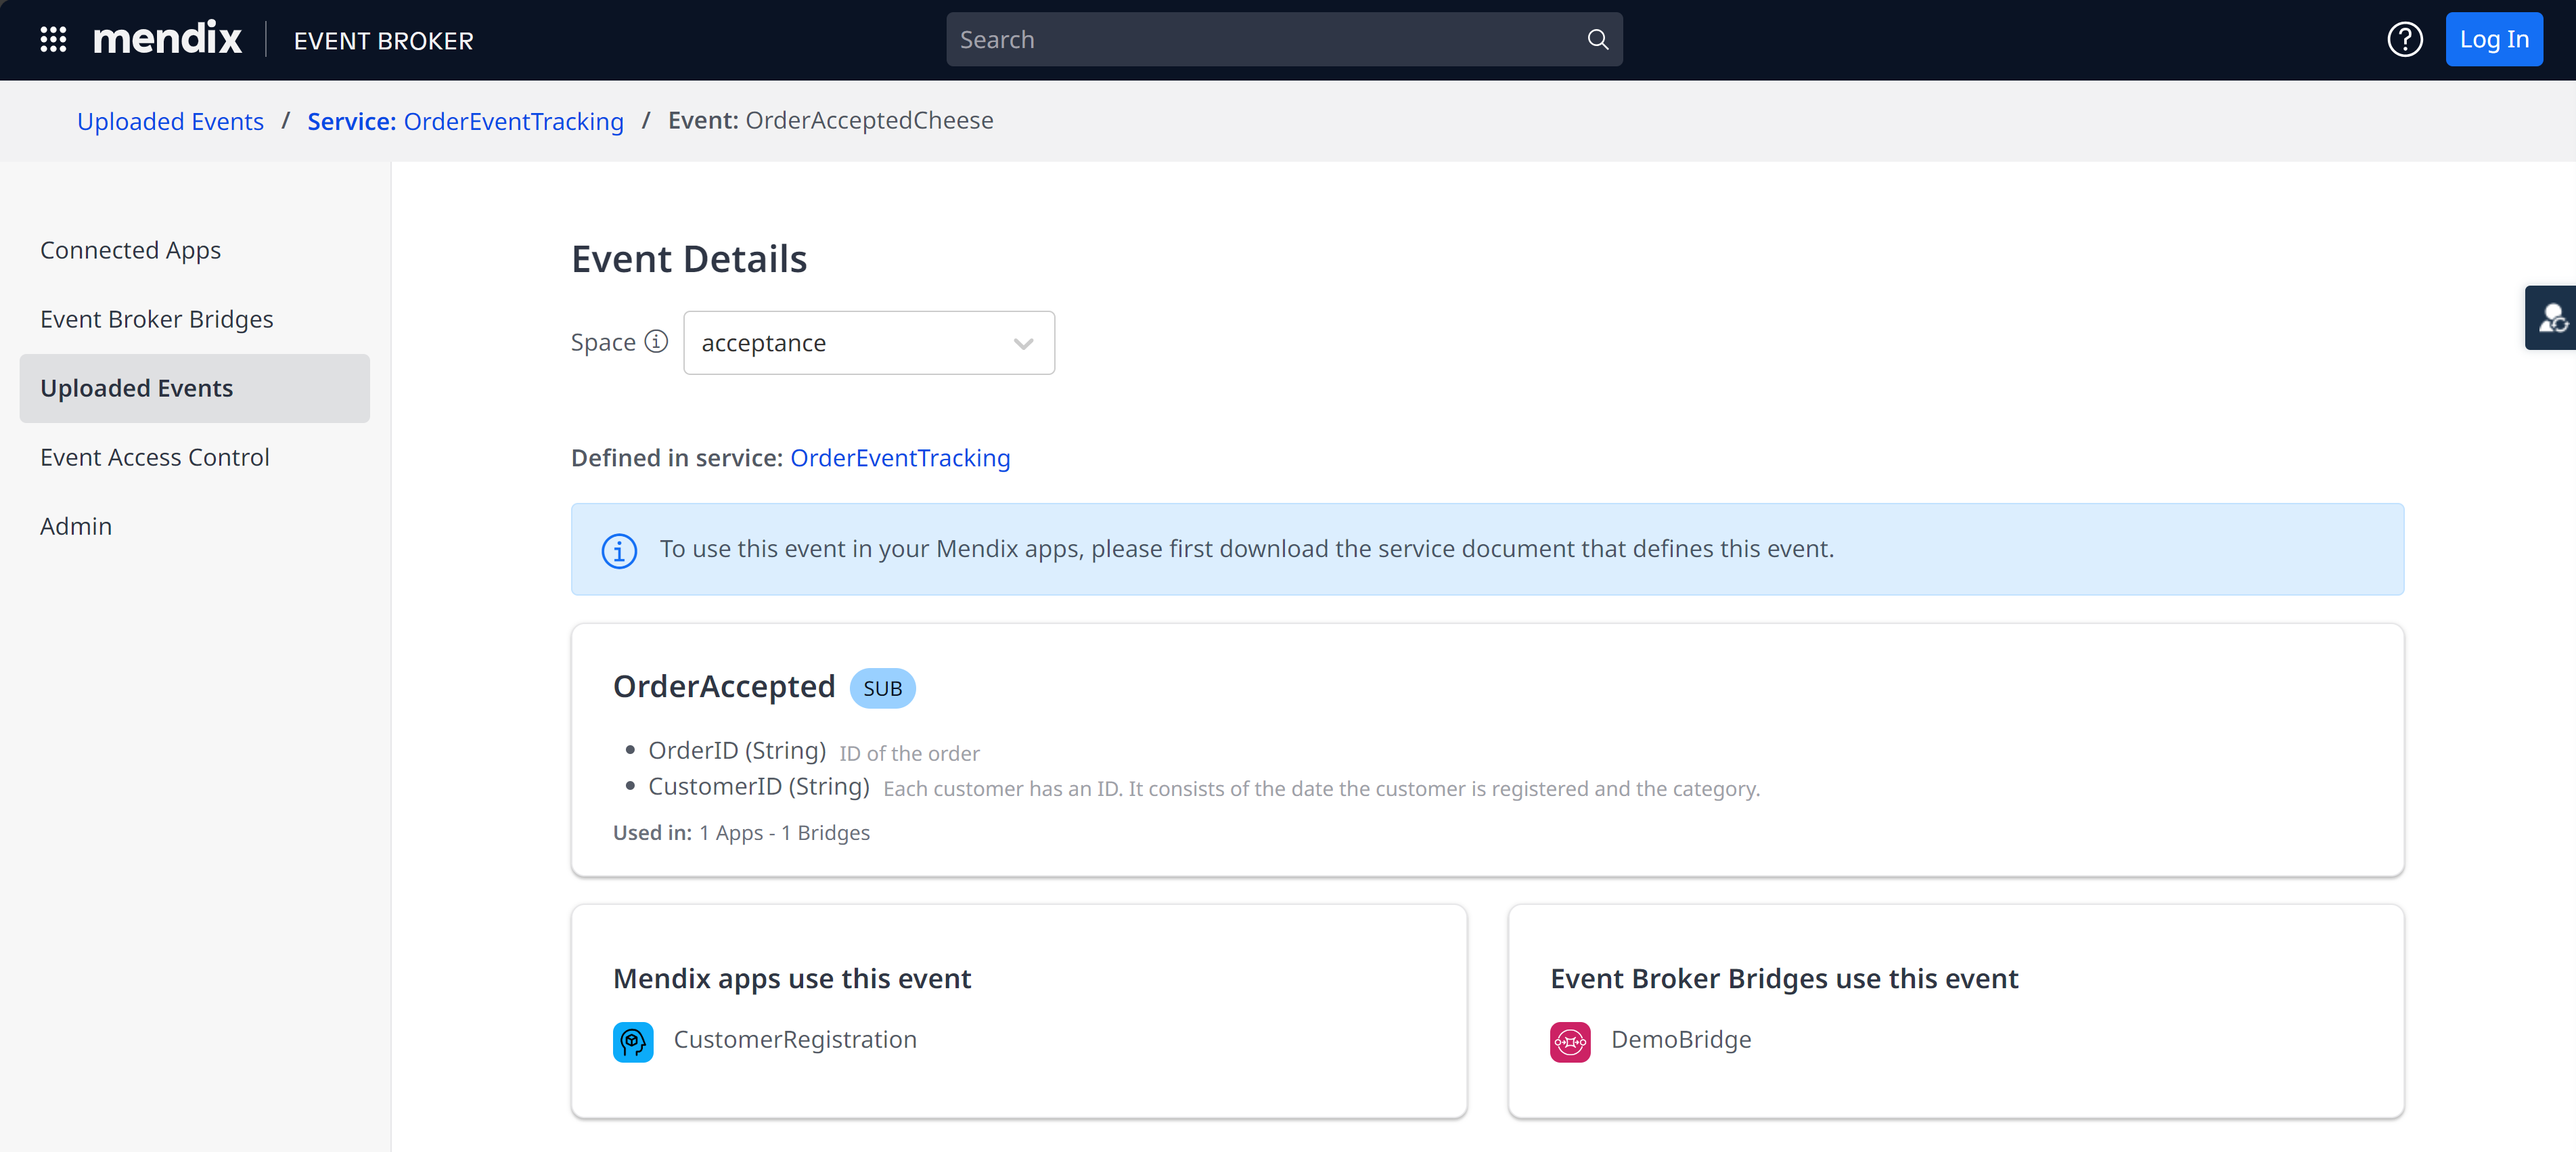 mendix EVENT BROKER Search Log In
Uploaded Events / Service: OrderEventTracking / Event: OrderAcceptedCheese
Connected Apps
Event Broker Bridges
Uploaded Events
Event Access Control
Admin
Event Details
Space acceptance
Defined in service: OrderEventTracking
To use this event in your Mendix apps, please first download the service document that defines this event.
OrderAccepted SUB
• OrderID (String) ID of the order
• CustomerID (String) Each customer has an ID. It consists of the date the customer is registered and the category.
Used in: 1 Apps - 1 Bridges
Mendix apps use this event
CustomerRegistration
Event Broker Bridges use this event
DemoBridge